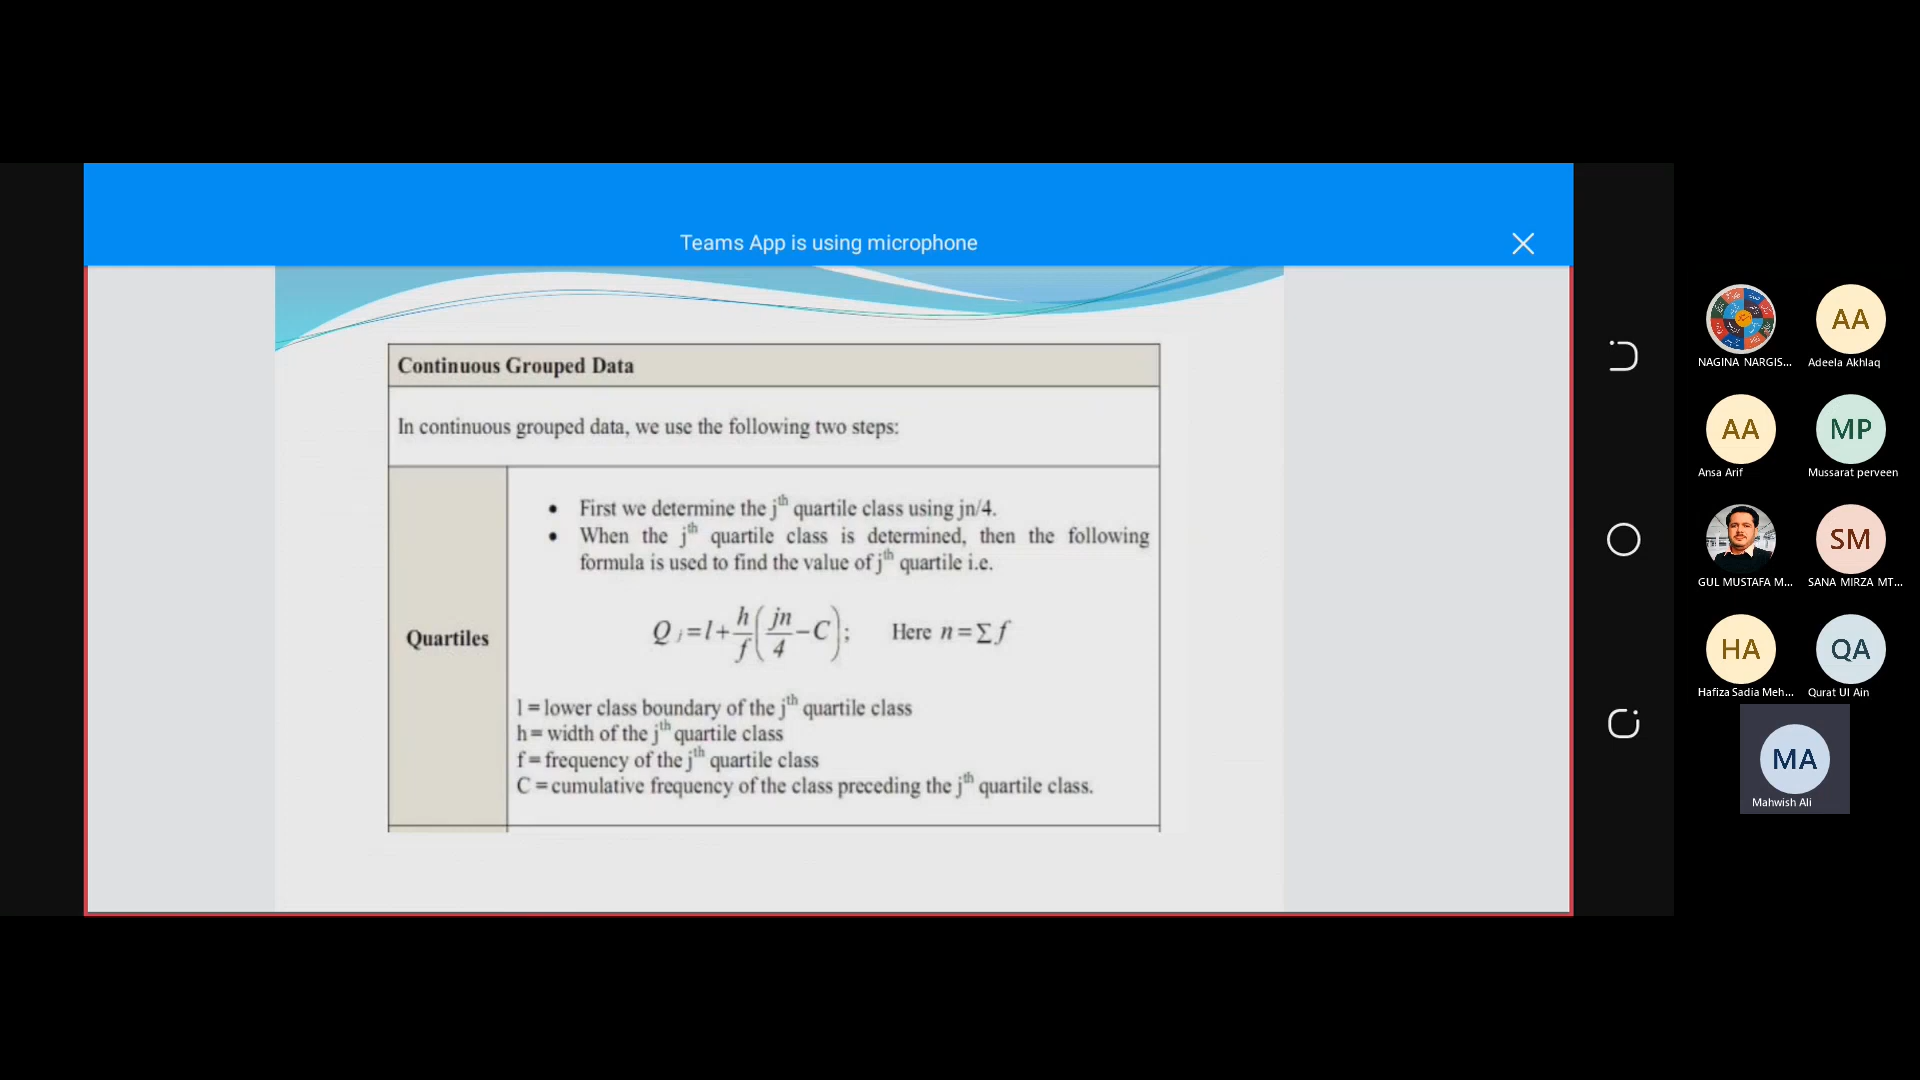 Teams App is using microphone
Continuous Grouped Data
In continuous grouped data, we use the following two steps:
Quartiles
• First we determine the jth quartile class using jn/4.
• When the jth quartile class is determined, then the following
formula is used to find the value of jth quartile i.e.
Q j = l + h/f ( jn/4 − C ); Here n = Σ f
l = lower class boundary of the jth quartile class
h = width of the jth quartile class
f = frequency of the jth quartile class
C = cumulative frequency of the class preceding the jth quartile class.
NAGINA NARGIS...
AA
Adeela Akhlaq
AA
Ansa Arif
MP
Mussarat perveen
GUL MUSTAFA M...
SM
SANA MIRZA MT...
HA
Hafiza Sadia Meh...
QA
Qurat Ul Ain
MA
Mahwish Ali